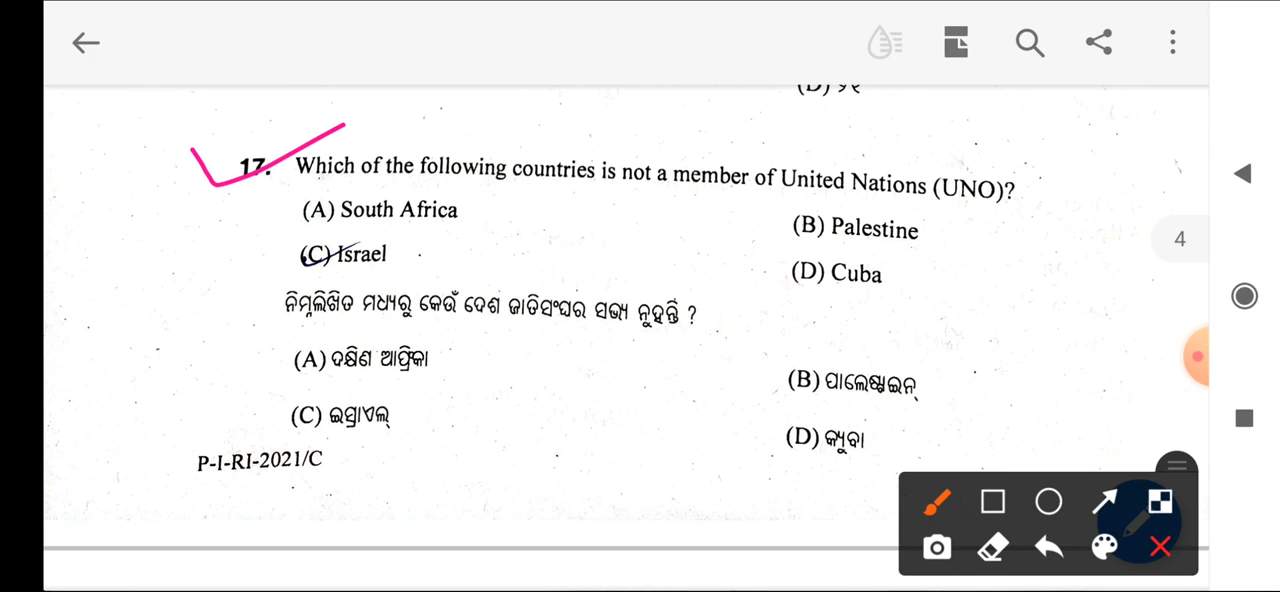 (D) ୨୧
17. Which of the following countries is not a member of United Nations (UNO)?
(A) South Africa
(B) Palestine
(C) Israel
(D) Cuba
4
ନିମ୍ନଲିଖିତ ମଧ୍ୟରୁ କେଉଁ ଦେଶ ଜାତିସଂଘର ସଭ୍ୟ ନୁହନ୍ତି ?
(A) ଦକ୍ଷିଣ ଆଫ୍ରିକା
(B) ପାଲେଷ୍ଟାଇନ୍
(C) ଇସ୍ରାଏଲ୍
(D) କ୍ୟୁବା
P-I-RI-2021/C